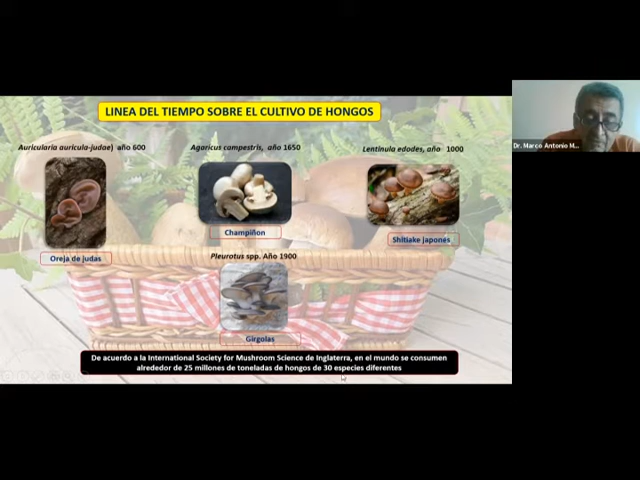 LINEA DEL TIEMPO SOBRE EL CULTIVO DE HONGOS
Auricularia auricula-judae) año 600
Agaricus campestris, año 1650
Lentinula edodes, año 1000
Champiñon
Shitiake japonés
Oreja de judas
Pleurotus spp. Año 1900
Girgolas
De acuerdo a la International Society for Mushroom Science de Inglaterra, en el mundo se consumen
alrededor de 25 millones de toneladas de hongos de 30 especies diferentes
Dr. Marco Antonio M...